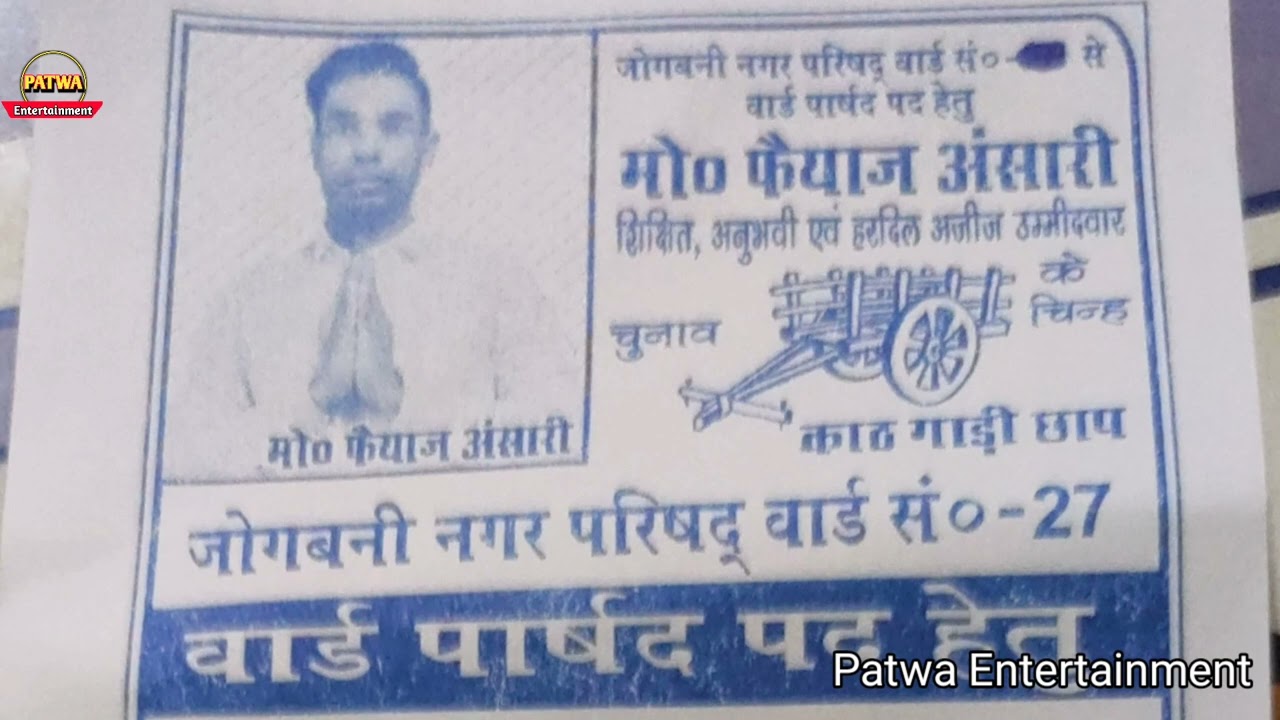 PATWA
Entertainment
जोगबनी नगर परिषद् वार्ड सं०- से
वार्ड पार्षद पद हेतु
मो० फैयाज अंसारी
शिक्षित, अनुभवी एवं हरदिल अजीज उम्मीदवार
चुनाव के चिन्ह
काठ गाड़ी छाप
मो० फैयाज अंसारी
जोगबनी नगर परिषद् वार्ड सं०-27
वार्ड पार्षद पद हेतु
Patwa Entertainment